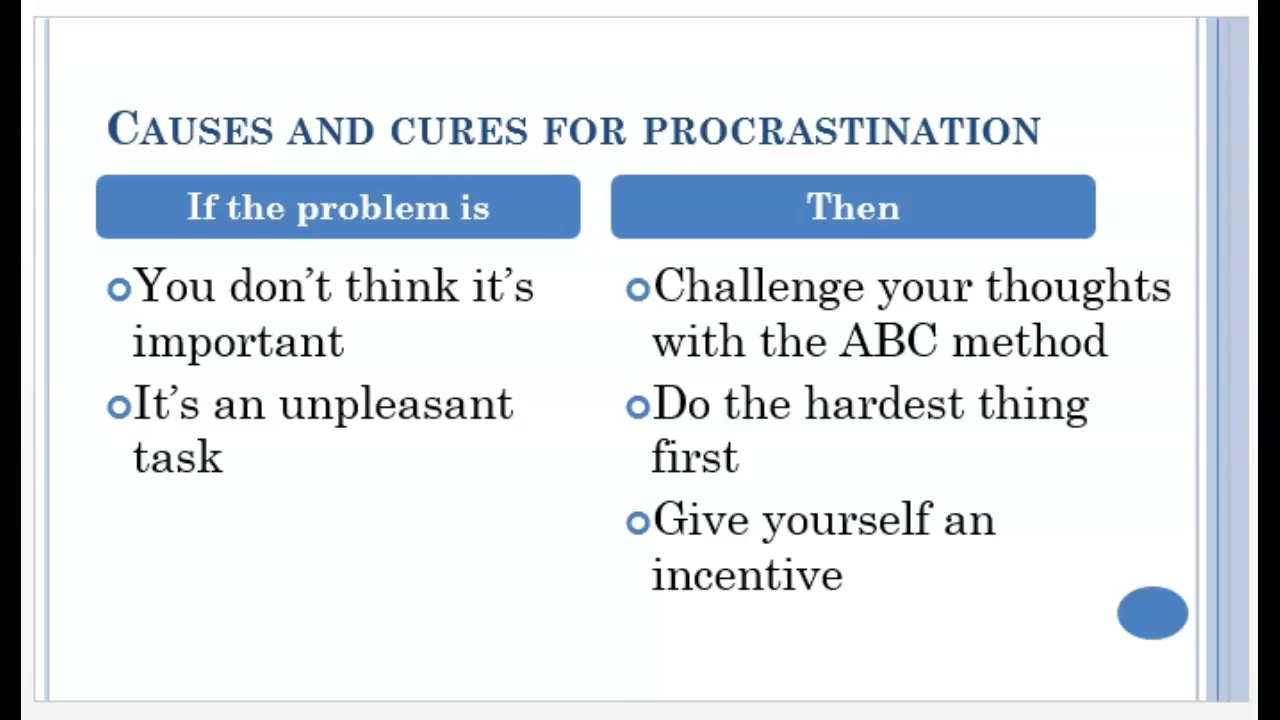 Causes and cures for procrastination
If the problem is
Then
You don't think it's
important
It's an unpleasant
task
Challenge your thoughts
with the ABC method
Do the hardest thing
first
Give yourself an
incentive